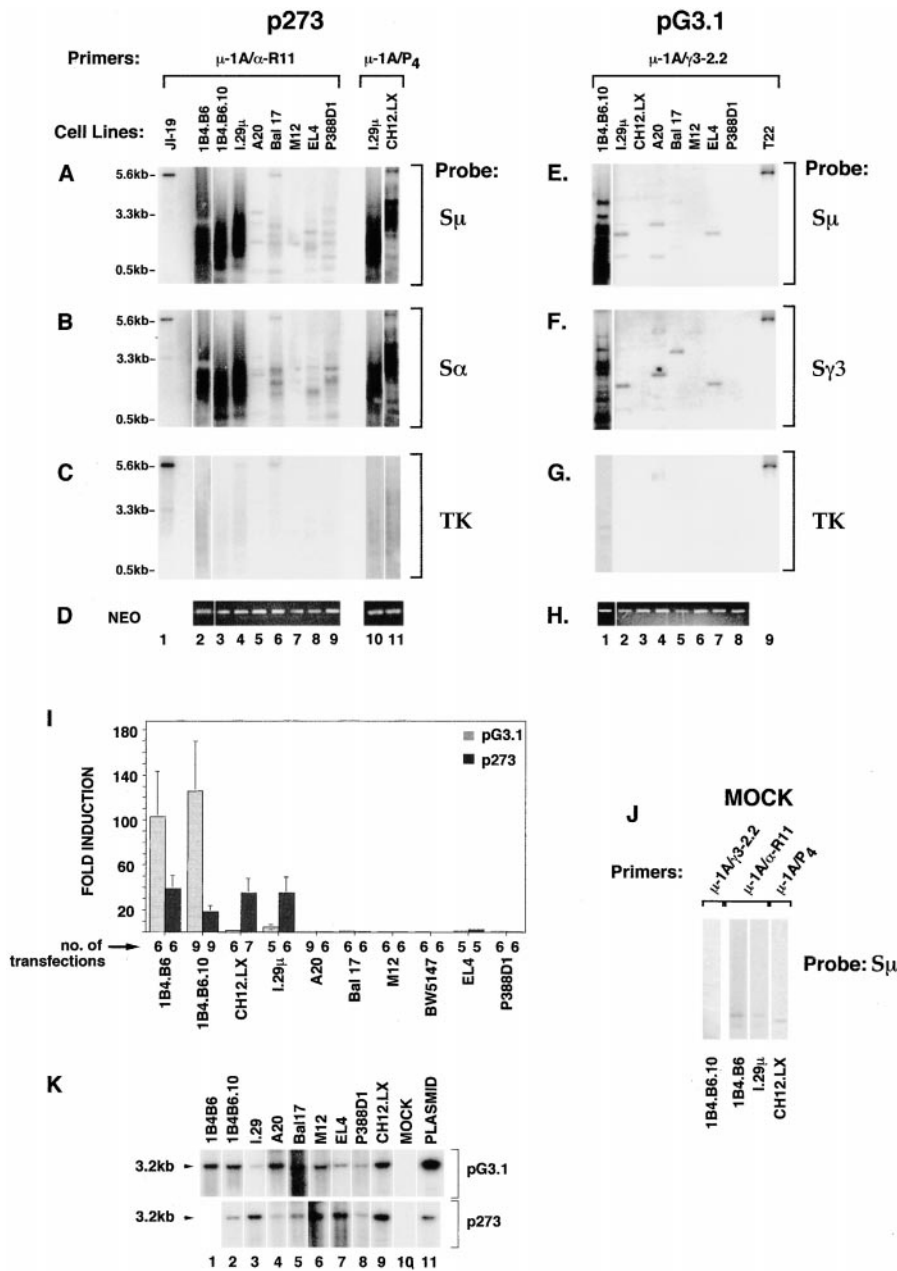 p273
pG3.1
Primers: μ-1A/α-R11 μ-1A/P4 μ-1A/γ3-2.2
Cell Lines: JI-19 1B4.B6 1B4.B6.10 I.29μ A20 Bal 17 M12 EL4 P388D1 I.29μ CH12.LX
1B4.B6.10 I.29μ CH12.LX A20 Bal 17 M12 EL4 P388D1 T22
A
5.6kb-
3.3kb-
0.5kb-
Probe:
Sμ
E.
Probe:
Sμ
B
5.6kb-
3.3kb-
0.5kb-
Sα
F.
Sγ3
C
5.6kb-
3.3kb-
0.5kb-
TK
G.
TK
D NEO
H.
1 2 3 4 5 6 7 8 9 10 11
1 2 3 4 5 6 7 8 9
I
FOLD INDUCTION
180
140
100
60
20
pG3.1
p273
no. of transfections
6 6 9 9 6 7 5 6 9 6 6 6 6 6 6 6 5 5 6 6
1B4.B6 1B4.B6.10 CH12.LX I.29μ A20 Bal 17 M12 BW5147 EL4 P388D1
J
MOCK
Primers: μ-1A/γ3-2.2 μ-1A/α-R11 μ-1A/P4
Probe: Sμ
1B4.B6.10 1B4.B6 I.29μ CH12.LX
K
1B4B6 1B4B6.10 I.29 A20 Bal17 M12 EL4 P388D1 CH12.LX MOCK PLASMID
3.2kb
pG3.1
3.2kb
p273
1 2 3 4 5 6 7 8 9 10 11